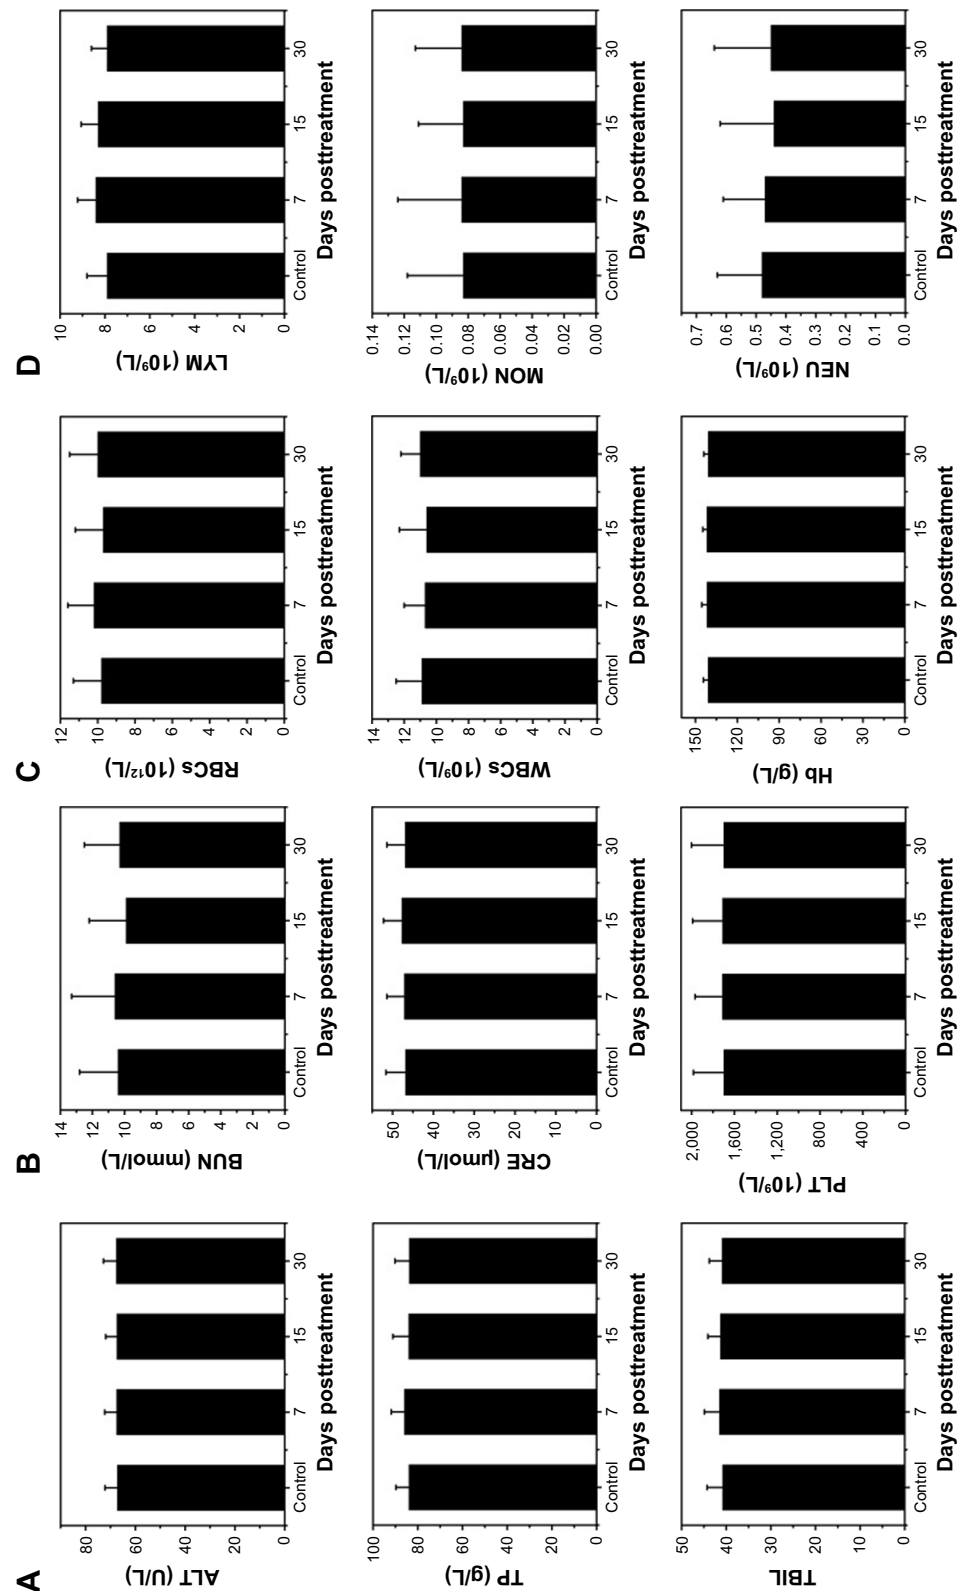 A
ALT (U/L)
80
60
40
20
0
Control 7 15 30
Days posttreatment
TP (g/L)
100
80
60
40
20
0
Control 7 15 30
Days posttreatment
TBIL
50
40
30
20
10
0
Control 7 15 30
Days posttreatment
B
BUN (mmol/L)
14
12
10
8
6
4
2
0
Control 7 15 30
Days posttreatment
CRE (µmol/L)
50
40
30
20
10
0
Control 7 15 30
Days posttreatment
PLT (10⁹/L)
2,000
1,600
1,200
800
400
0
Control 7 15 30
Days posttreatment
C
RBCs (10¹²/L)
12
10
8
6
4
2
0
Control 7 15 30
Days posttreatment
WBCs (10⁹/L)
14
12
10
8
6
4
2
0
Control 7 15 30
Days posttreatment
Hb (g/L)
150
120
90
60
30
0
Control 7 15 30
Days posttreatment
D
LYM (10⁹/L)
10
8
6
4
2
0
Control 7 15 30
Days posttreatment
MON (10⁹/L)
0.14
0.12
0.10
0.08
0.06
0.04
0.02
0.00
Control 7 15 30
Days posttreatment
NEU (10⁹/L)
0.7
0.6
0.5
0.4
0.3
0.2
0.1
0.0
Control 7 15 30
Days posttreatment